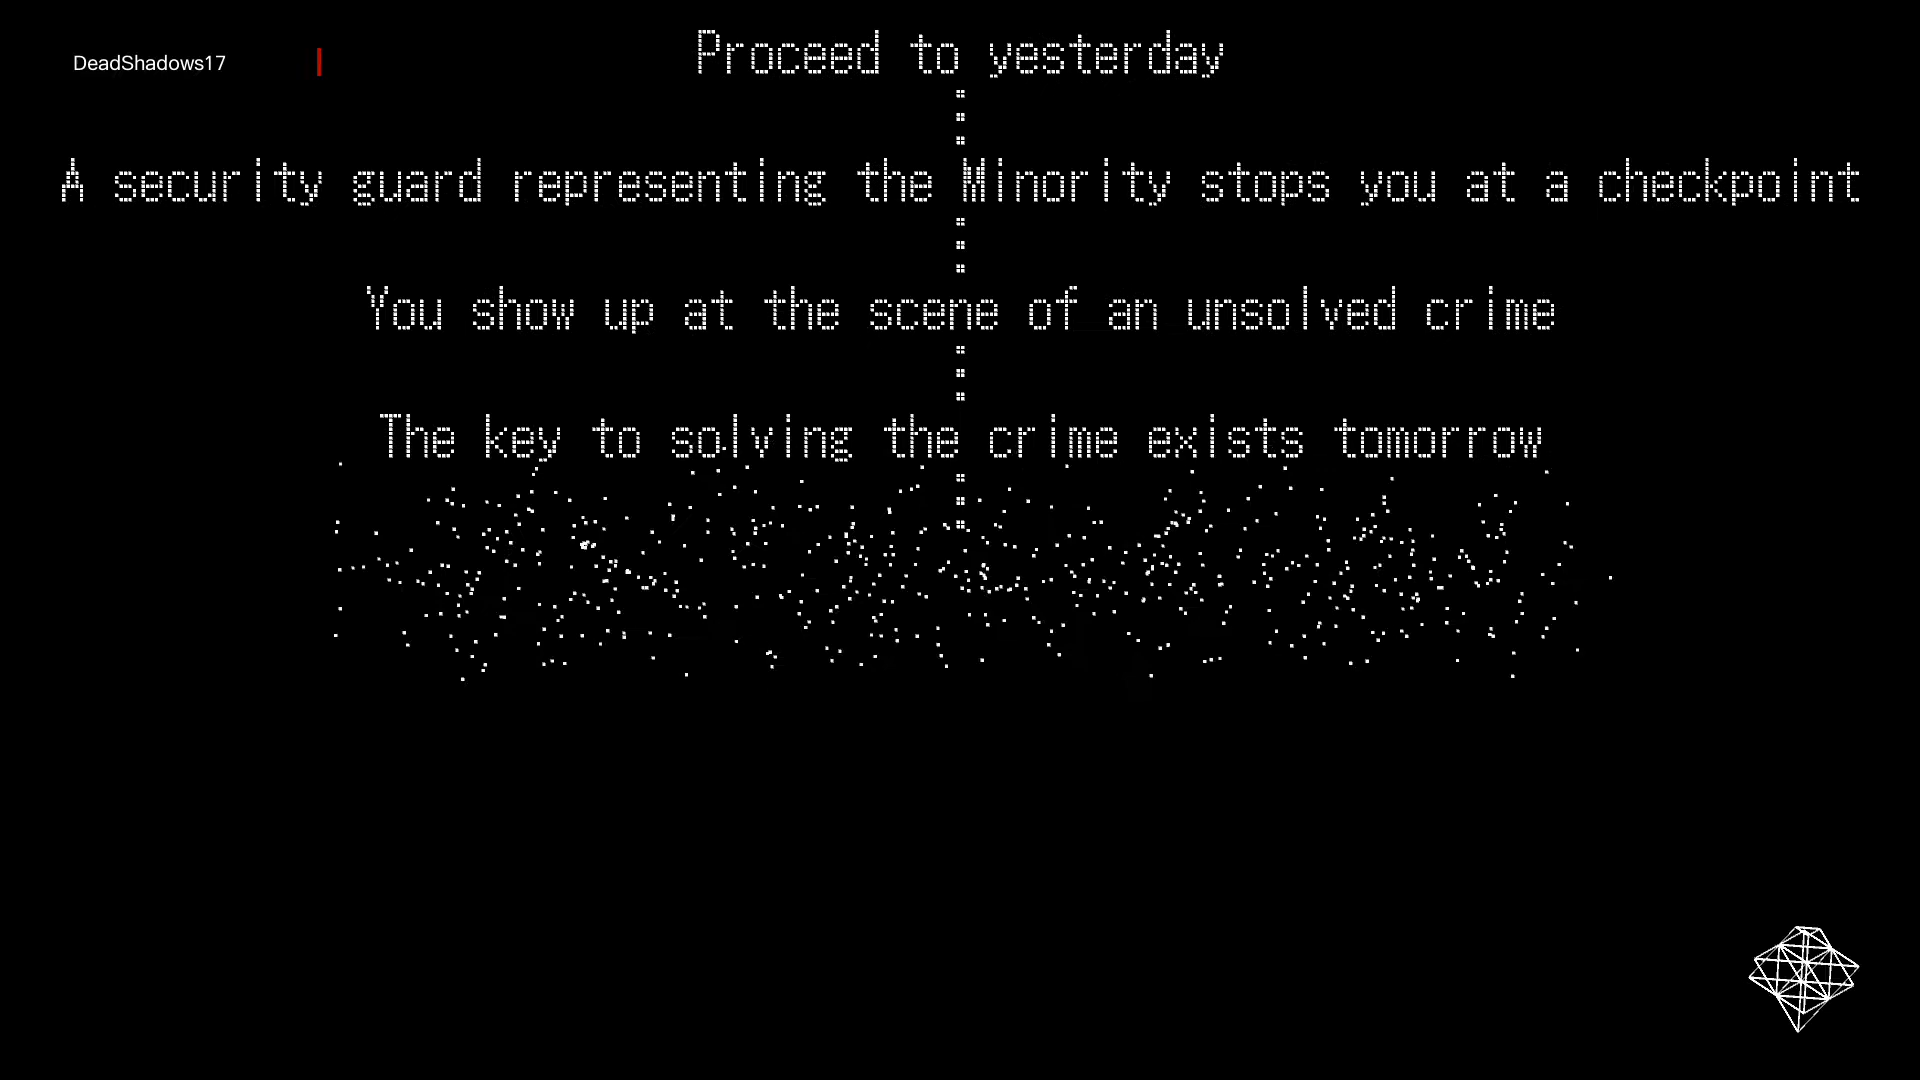 DeadShadows17
Proceed to yesterday
A security guard representing the Minority stops you at a checkpoint
You show up at the scene of an unsolved crime
The key to solving the crime exists tomorrow